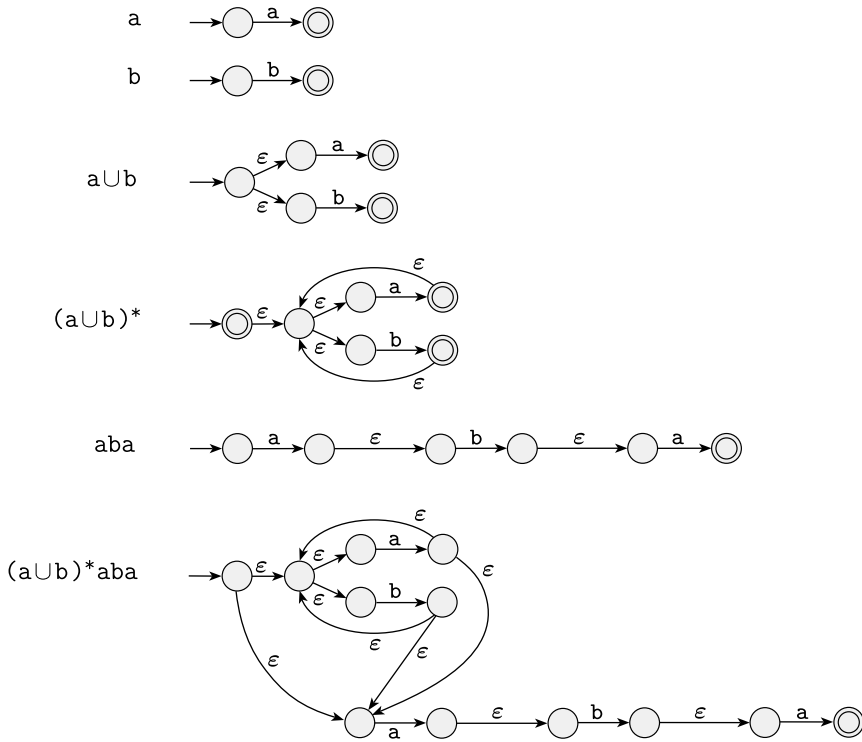 a a
b b
a∪b ε a
ε b
ε
(a∪b)* ε ε a
ε b
ε
aba a ε b ε a
ε
(a∪b)*aba ε ε a ε
ε b
ε ε
ε
a ε b ε a